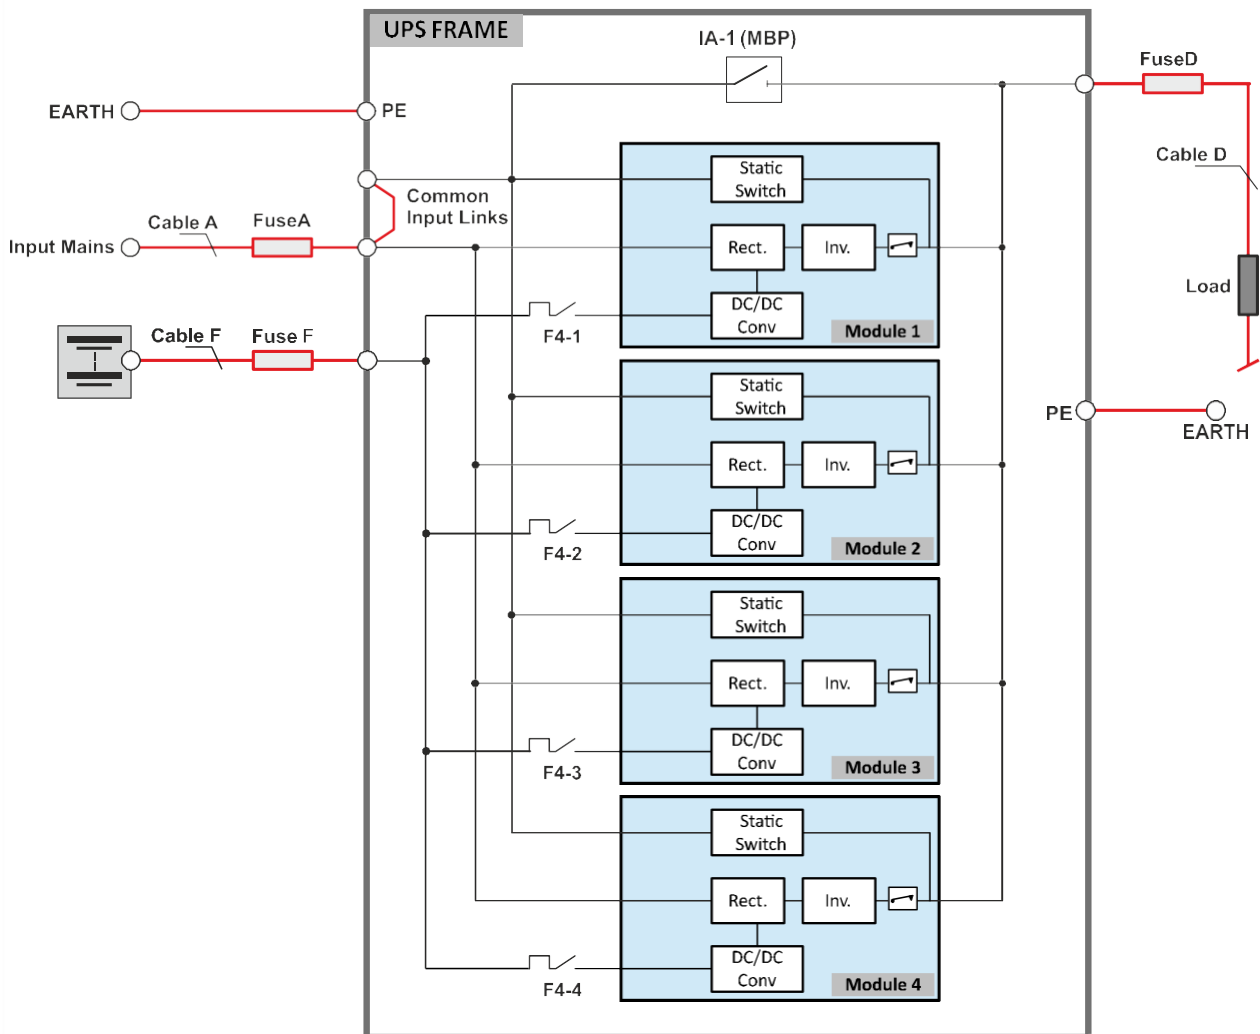 UPS FRAME
IA-1 (MBP)
FuseD
EARTH
PE
Cable D
Static
Switch
Common
Input Links
Cable A
FuseA
Input Mains
Rect.
Inv.
Load
DC/DC
Conv
F4-1
Module 1
Cable F
Fuse F
Static
Switch
PE
EARTH
Rect.
Inv.
DC/DC
Conv
F4-2
Module 2
Static
Switch
Rect.
Inv.
DC/DC
Conv
F4-3
Module 3
Static
Switch
Rect.
Inv.
DC/DC
Conv
F4-4
Module 4